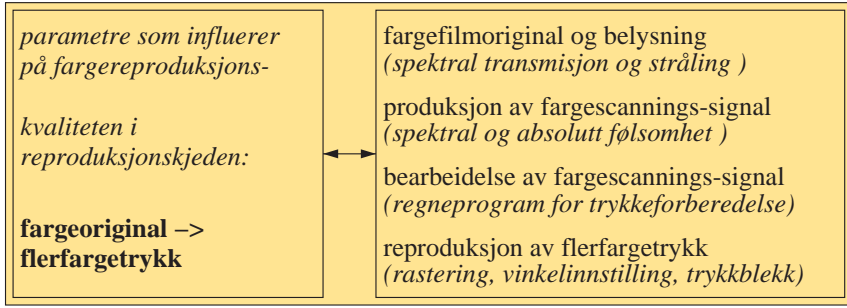 parametre som influerer
på fargereproduksjons-
kvaliteten i
reproduksjonskjeden:
fargeoriginal −>
flerfargetrykk
fargefilmoriginal og belysning
(spektral transmisjon og stråling )
produksjon av fargescannings-signal
(spektral og absolutt følsomhet )
bearbeidelse av fargescannings-signal
(regneprogram for trykkeforberedelse)
reproduksjon av flerfargetrykk
(rastering, vinkelinnstilling, trykkblekk)